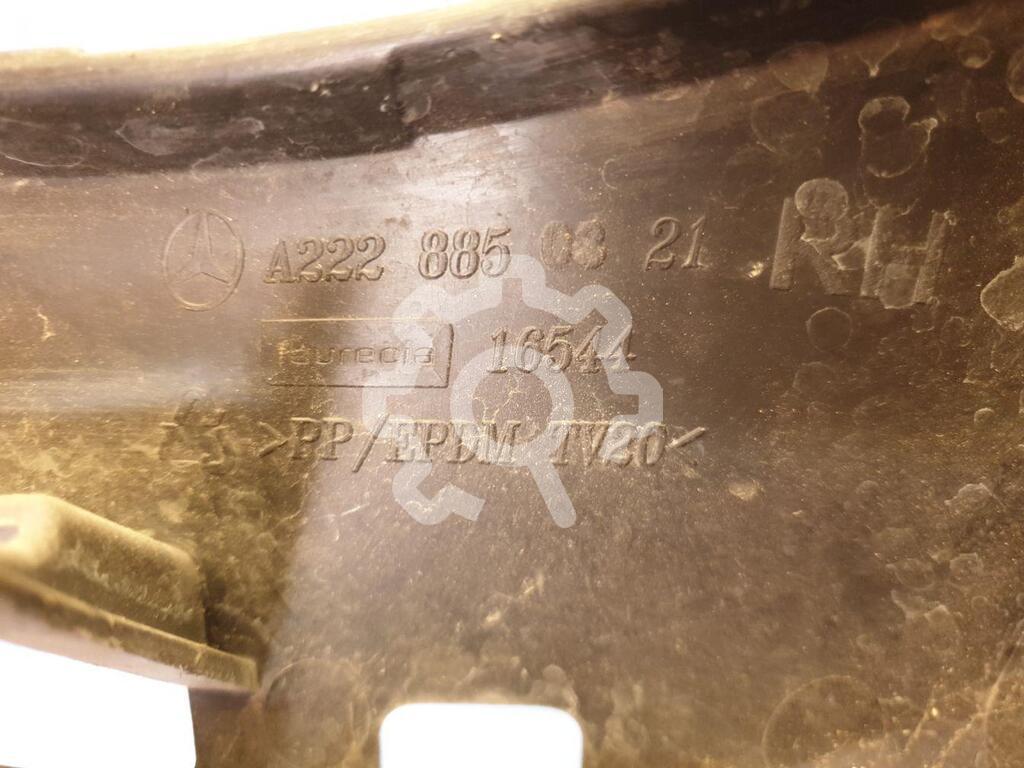 A222 885 03 21 RH
faurecia 16544
>PP/EPDM TV20<